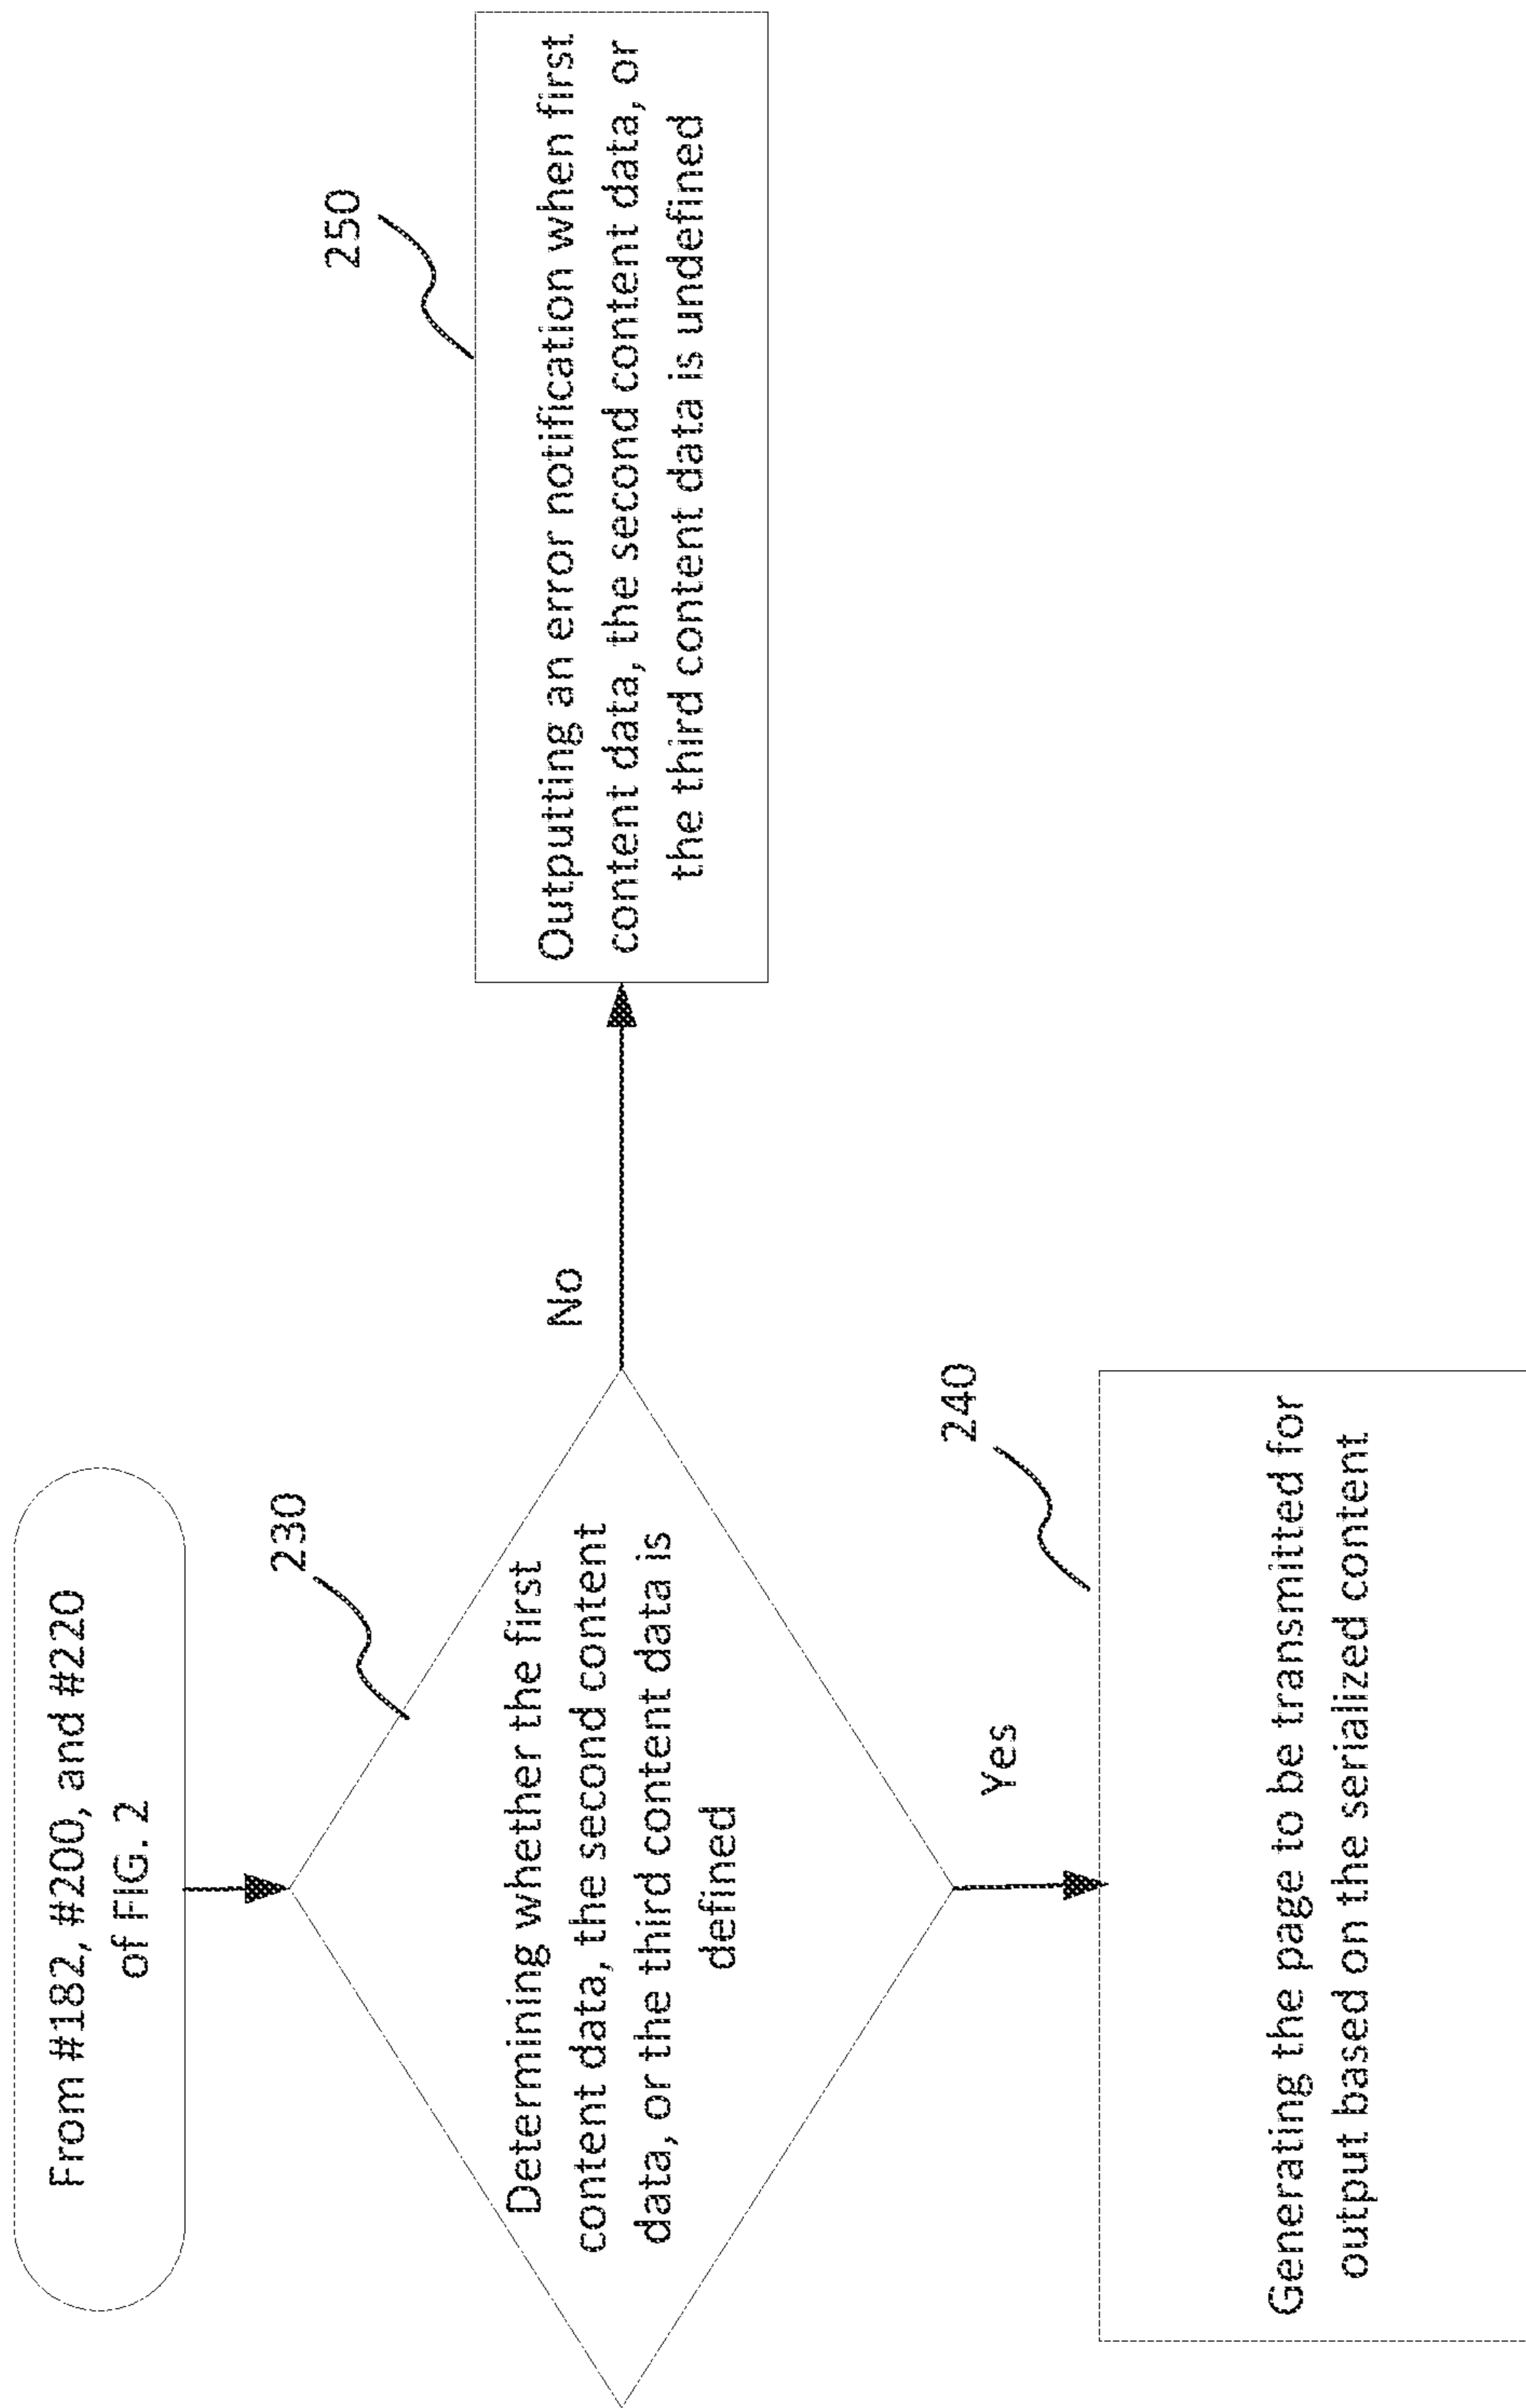 From #182, #200, and #220
of FIG. 2
230
Determining whether the first
content data, the second content
data, or the third content data is
defined
No
250
Outputting an error notification when first
content data, the second content data, or
the third content data is undefined
Yes
240
Generating the page to be transmitted for
output based on the serialized content